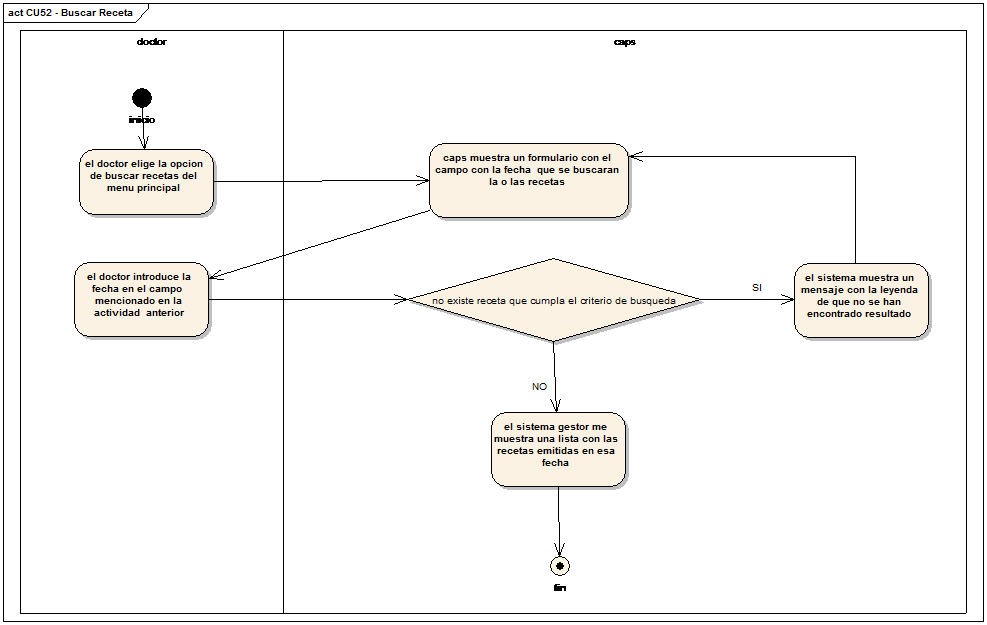 act CU52 - Buscar Receta
doctor
caps
inicio
el doctor elige la opcion
de buscar recetas del
menu principal
caps muestra un formulario con el
campo con la fecha que se buscaran
la o las recetas
el doctor introduce la
fecha en el campo
mencionado en la
actividad anterior
no existe receta que cumpla el criterio de busqueda
SI
el sistema muestra un
mensaje con la leyenda
de que no se han
encontrado resultado
NO
el sistema gestor me
muestra una lista con las
recetas emitidas en esa
fecha
fin